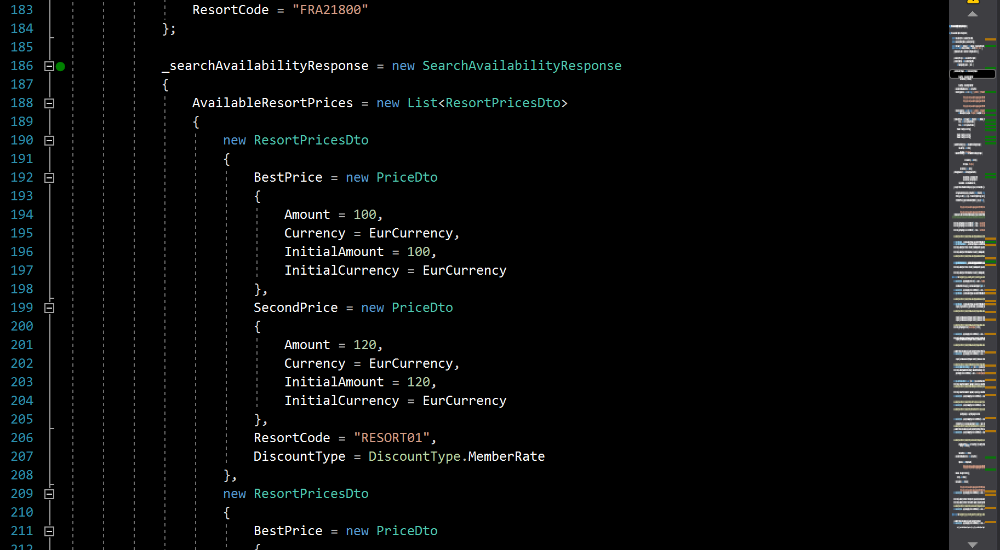 183 ResortCode = "FRA21800"
184 };
185
186 _searchAvailabilityResponse = new SearchAvailabilityResponse
187 {
188 AvailableResortPrices = new List<ResortPricesDto>
189 {
190 new ResortPricesDto
191 {
192 BestPrice = new PriceDto
193 {
194 Amount = 100,
195 Currency = EurCurrency,
196 InitialAmount = 100,
197 InitialCurrency = EurCurrency
198 },
199 SecondPrice = new PriceDto
200 {
201 Amount = 120,
202 Currency = EurCurrency,
203 InitialAmount = 120,
204 InitialCurrency = EurCurrency
205 },
206 ResortCode = "RESORT01",
207 DiscountType = DiscountType.MemberRate
208 },
209 new ResortPricesDto
210 {
211 BestPrice = new PriceDto
212 {